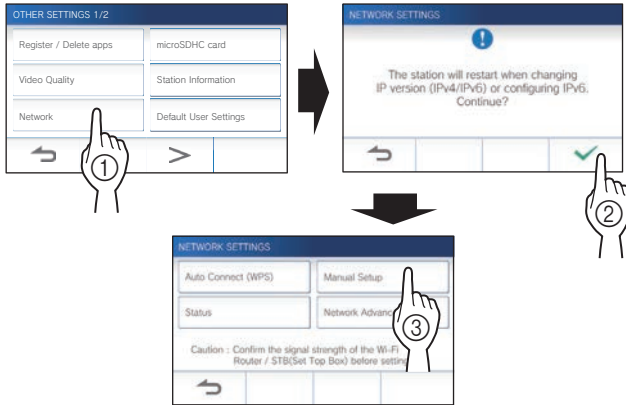 OTHER SETTINGS 1/2
Register / Delete apps
microSDHC card
Video Quality
Station Information
Network
Default User Settings
①
NETWORK SETTINGS
The station will restart when changing
IP version (IPv4/IPv6) or configuring IPv6.
Continue?
②
NETWORK SETTINGS
Auto Connect (WPS)
Manual Setup
Status
Network
③
Caution : Confirm the signal strength of the Wi-Fi
Router / STB(Set Top Box) before